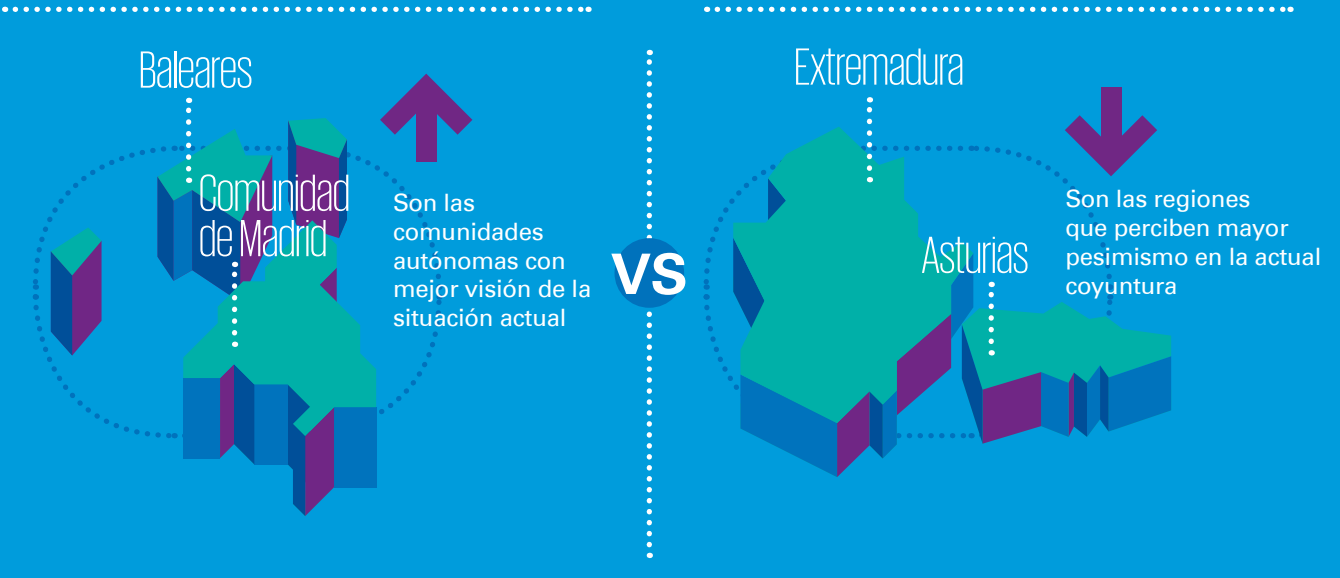 Baleares
Comunidad
de Madrid
Son las
comunidades
autónomas con
mejor visión de la
situación actual
VS
Extremadura
Asturias
Son las regiones
que perciben mayor
pesimismo en la actual
coyuntura